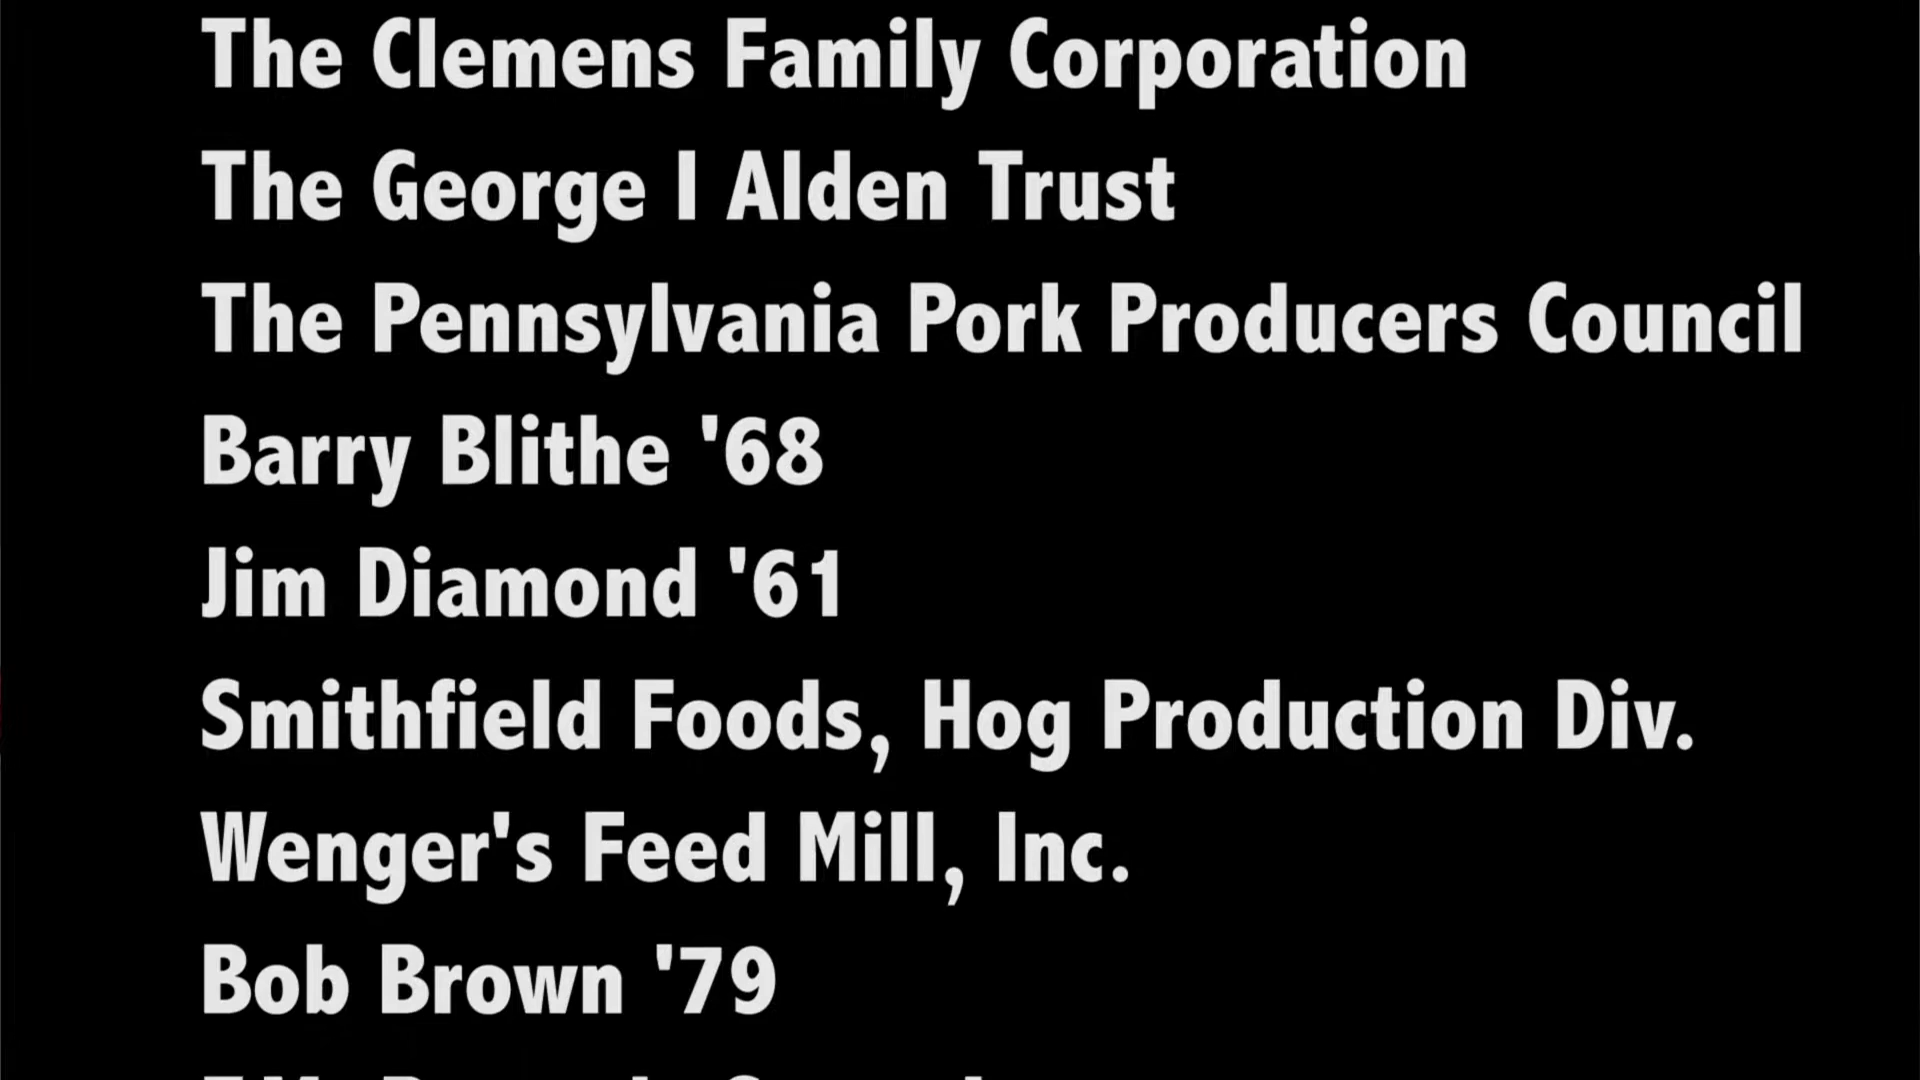 The Clemens Family Corporation
The George I Alden Trust
The Pennsylvania Pork Producers Council
Barry Blithe '68
Jim Diamond '61
Smithfield Foods, Hog Production Div.
Wenger's Feed Mill, Inc.
Bob Brown '79